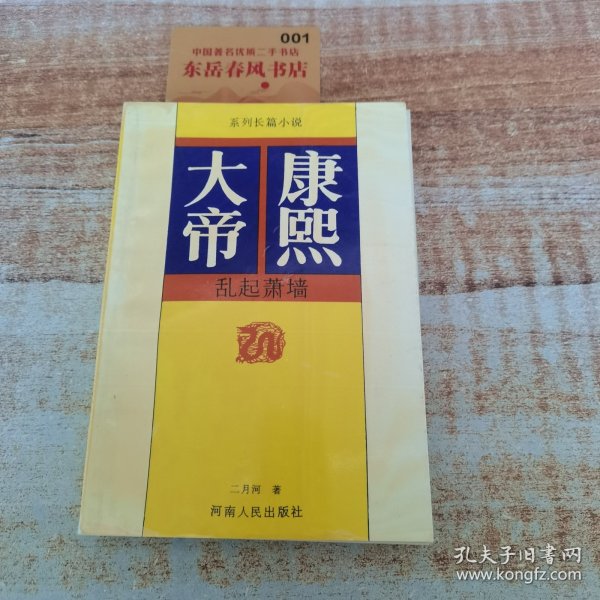 001
中国著名优质二手书店
东岳春风书店
系列长篇小说
康熙
大帝
乱起萧墙
二月河 著
河南人民出版社
孔夫子旧书网
www.kongfz.com